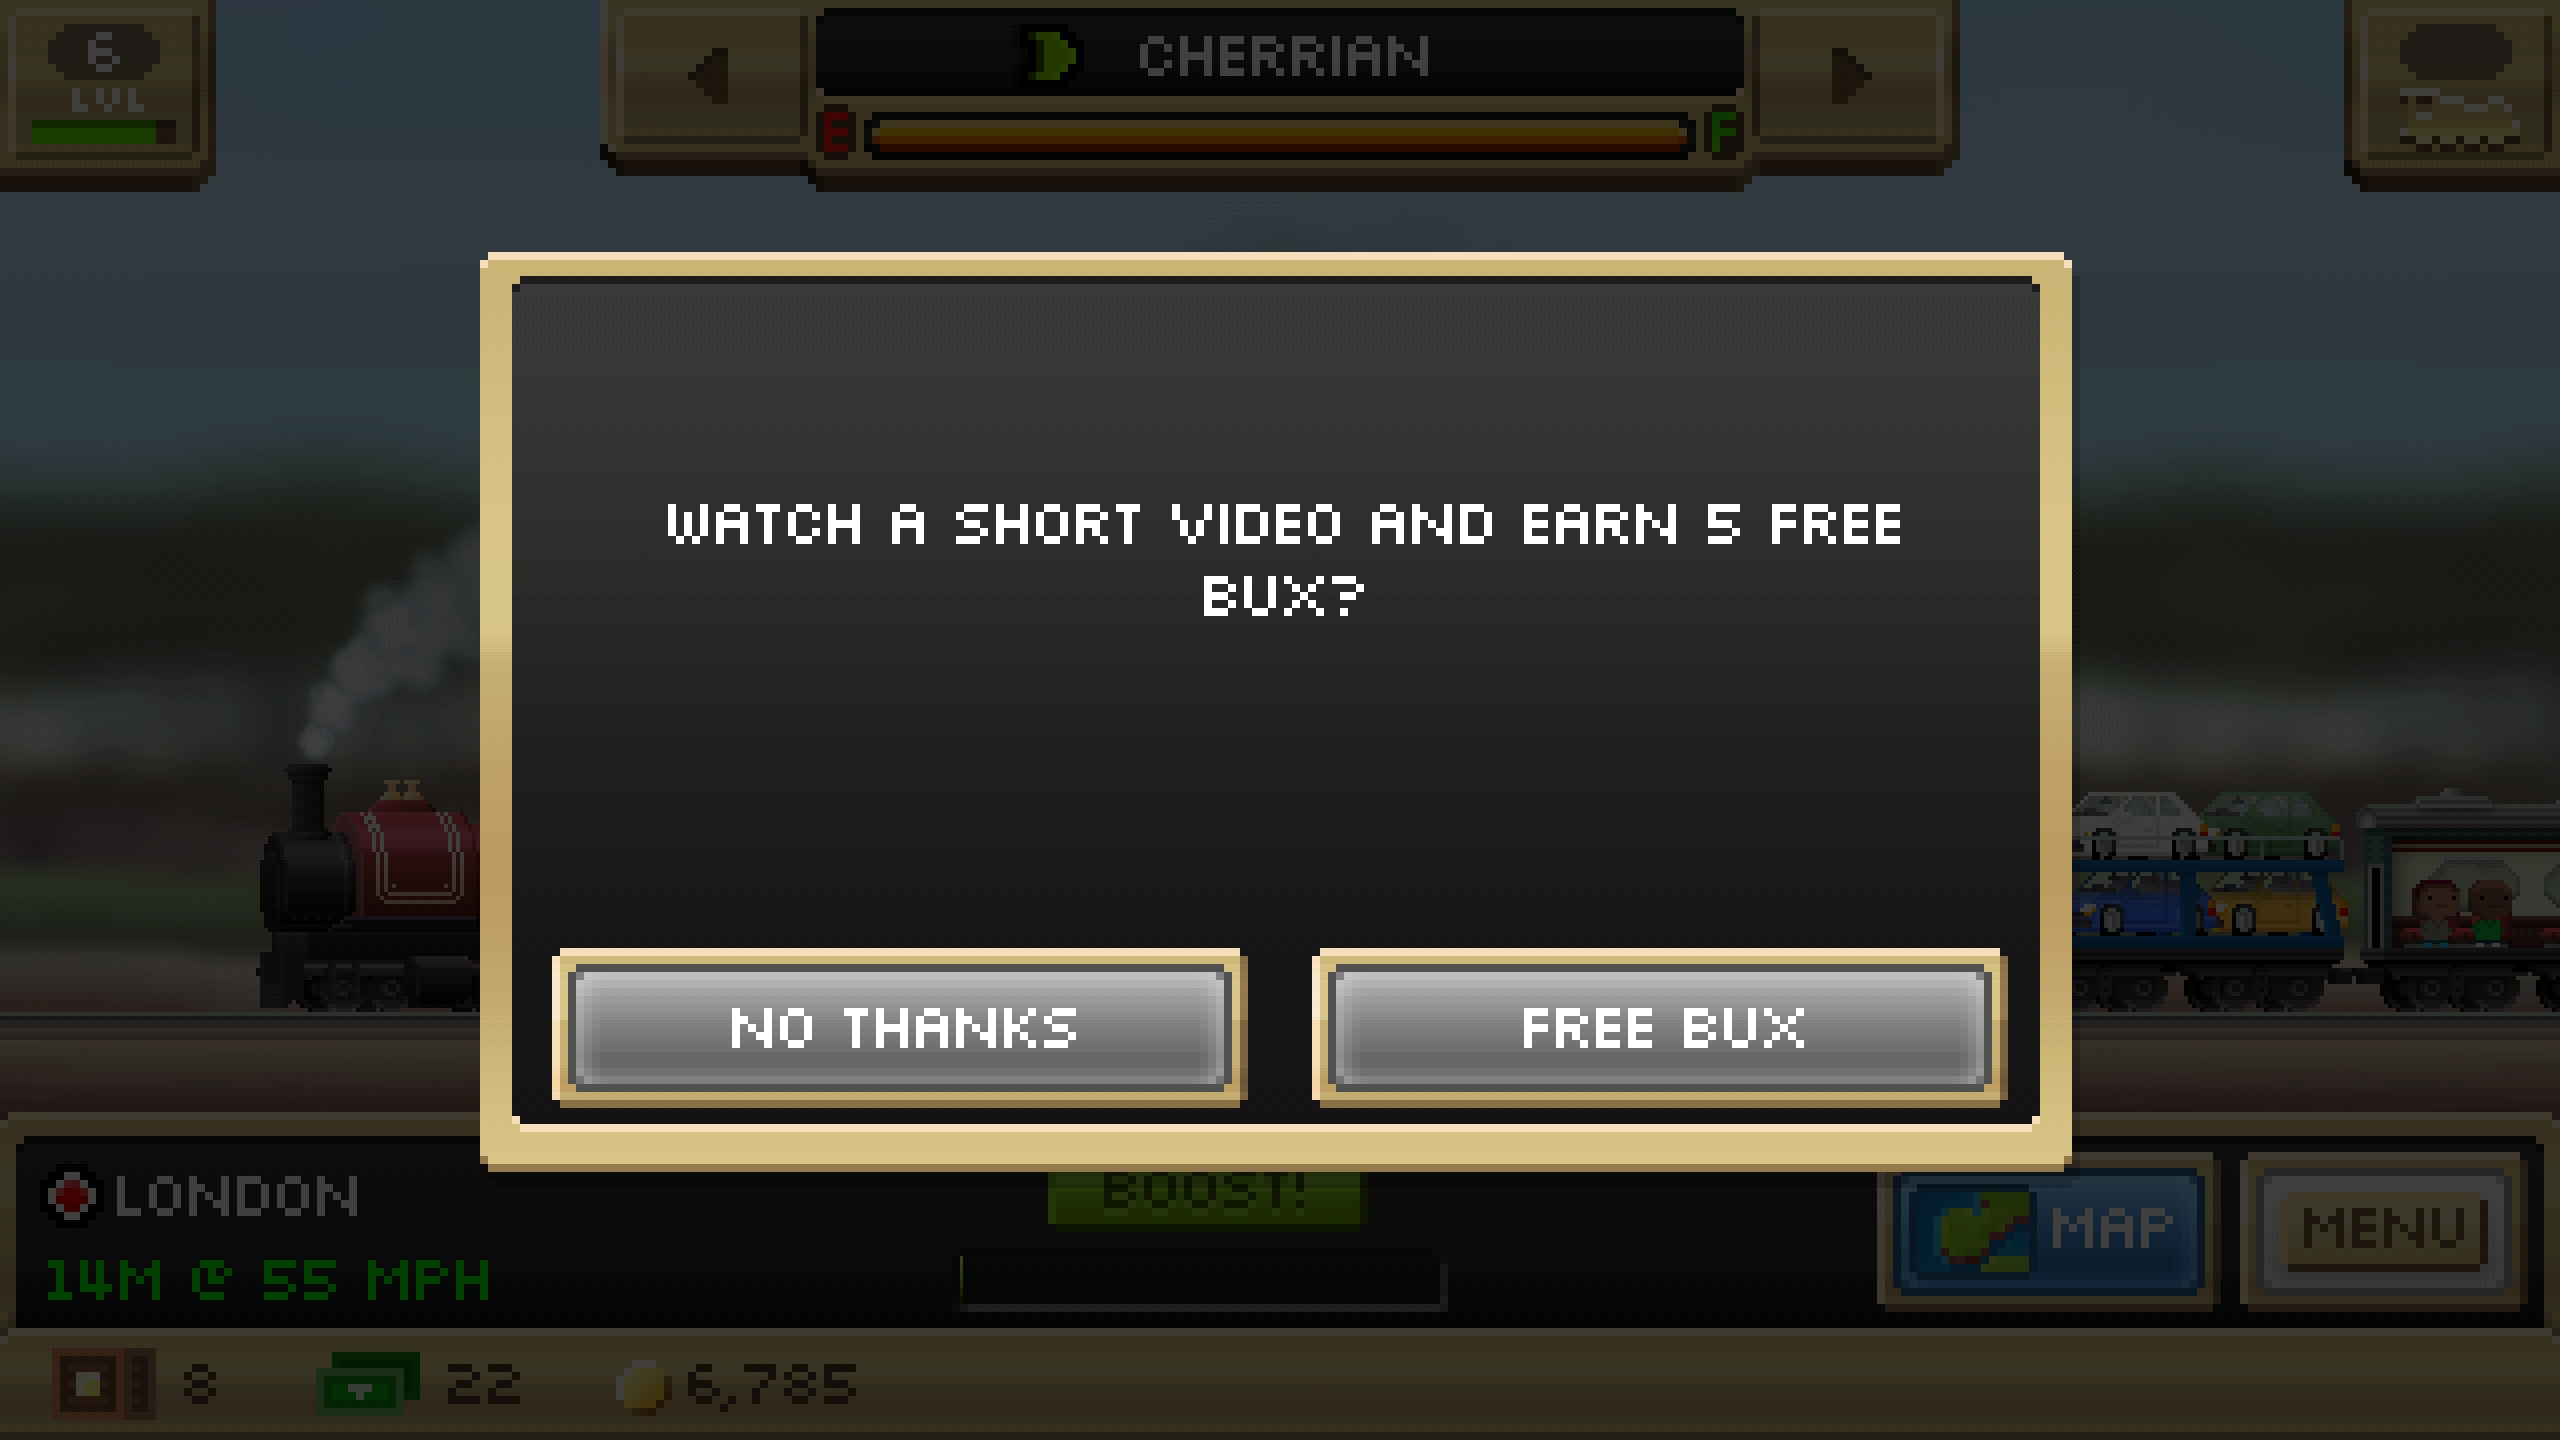 6
LVL
CHERRIAN
E F
WATCH A SHORT VIDEO AND EARN 5 FREE
BUX?
NO THANKS
FREE BUX
LONDON
BOOST!
14M @ 55 MPH
MAP
MENU
8
22
6,785